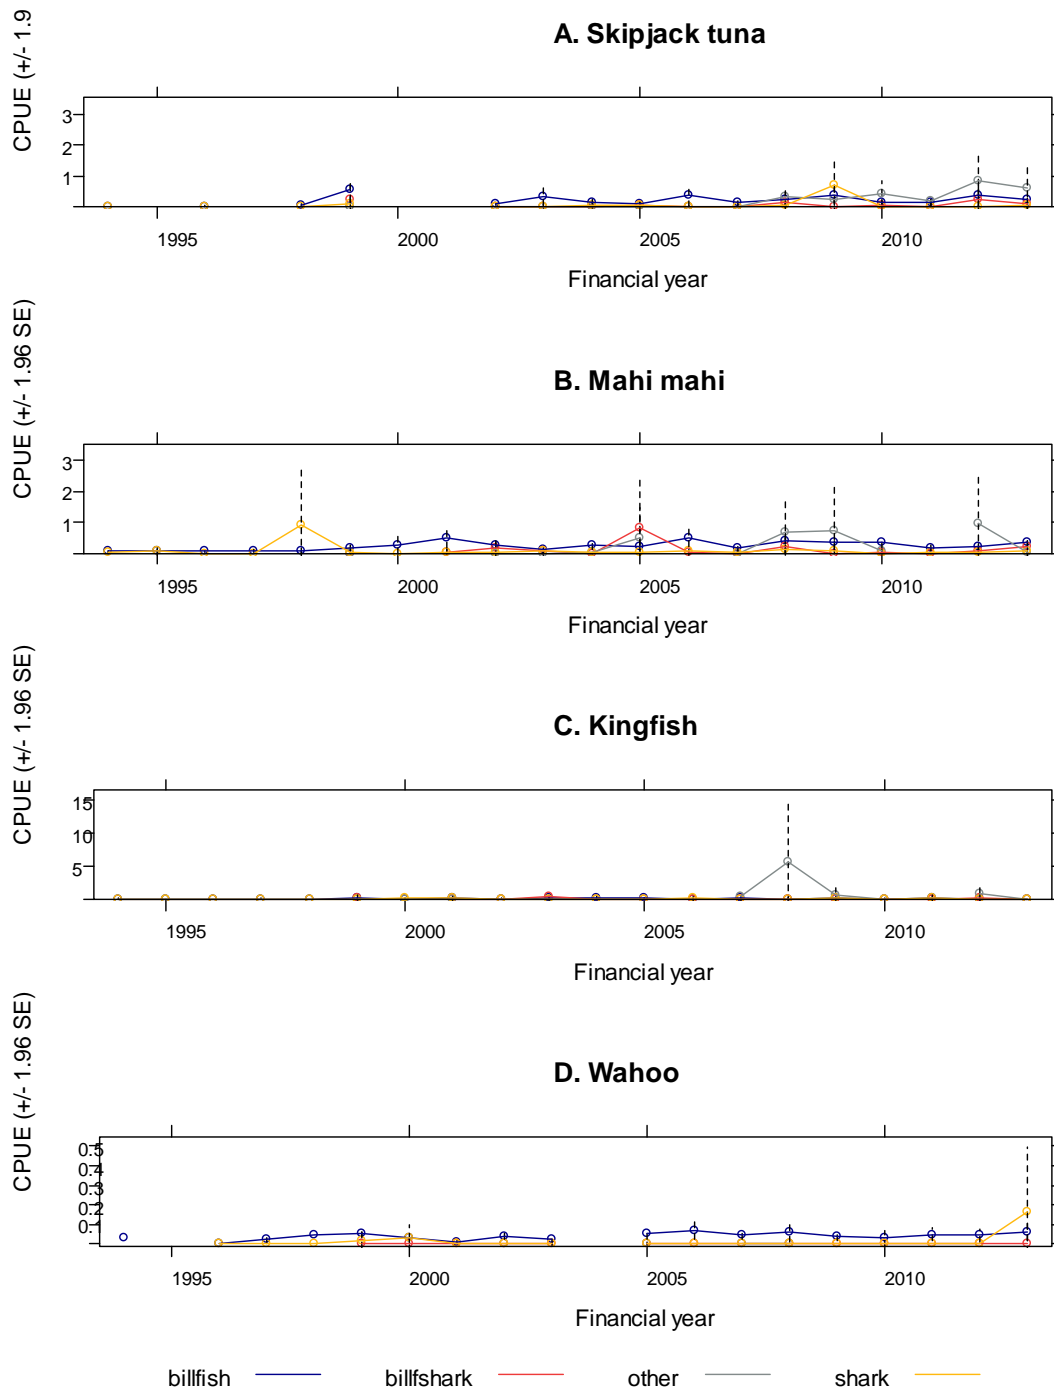 A. Skipjack tuna
CPUE (+/- 1.9
3
2
1
1995 2000 2005 2010
Financial year
B. Mahi mahi
CPUE (+/- 1.96 SE)
3
2
1
1995 2000 2005 2010
Financial year
C. Kingfish
CPUE (+/- 1.96 SE)
15
10
5
1995 2000 2005 2010
Financial year
D. Wahoo
CPUE (+/- 1.96 SE)
0.5
0.4
0.3
0.2
0.1
1995 2000 2005 2010
Financial year
billfish billfshark other shark